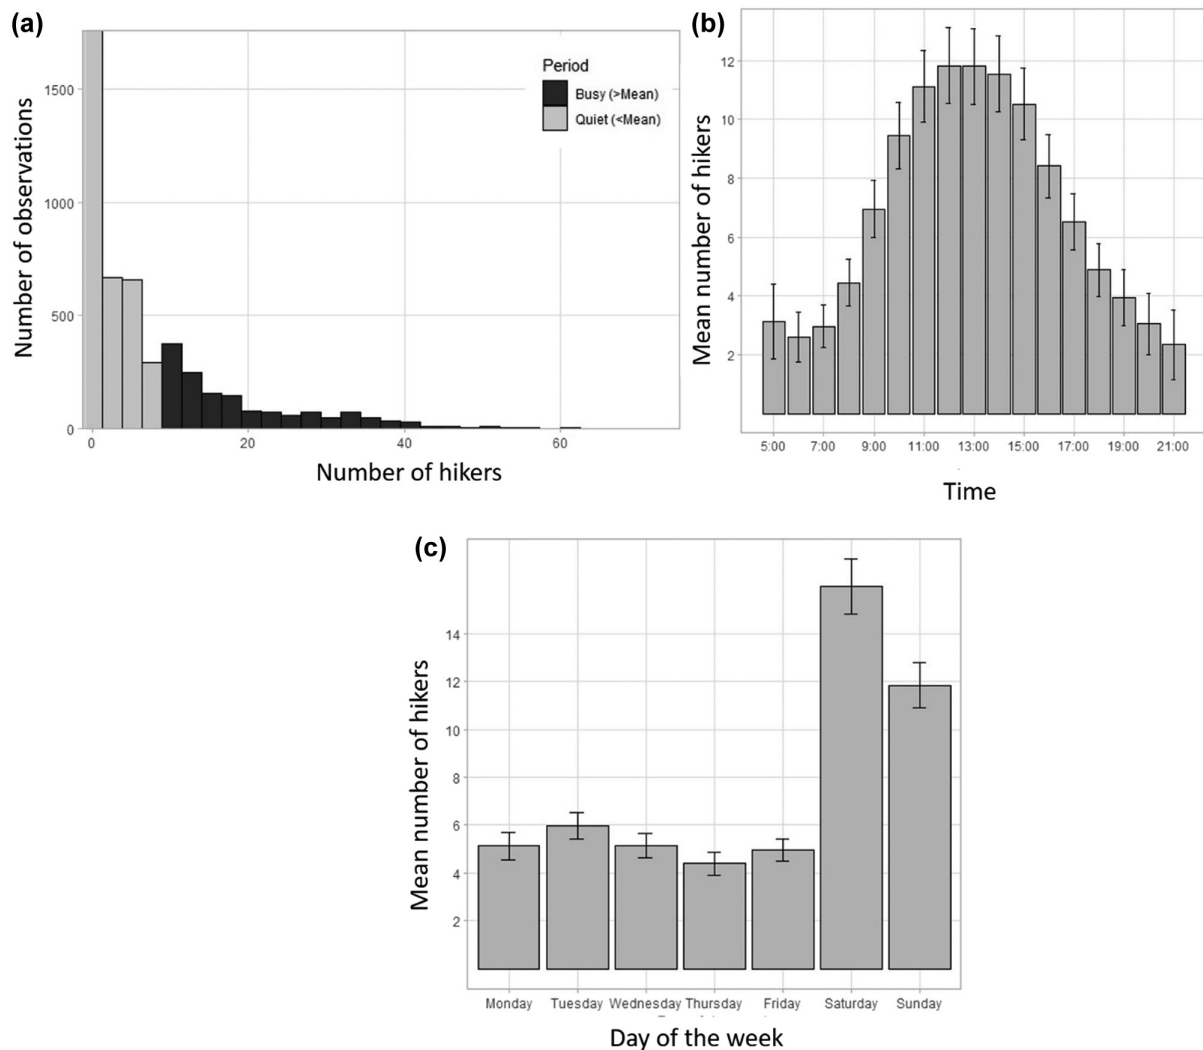 (a)
Number of observations
1500
1000
500
0
0
20
40
60
Number of hikers
Period
Busy (>Mean)
Quiet (<Mean)
(b)
Mean number of hikers
12
10
8
6
4
2
5:00
7:00
9:00
11:00
13:00
15:00
17:00
19:00
21:00
Time
(c)
Mean number of hikers
14
12
10
8
6
4
2
Monday
Tuesday
Wednesday
Thursday
Friday
Saturday
Sunday
Day of the week